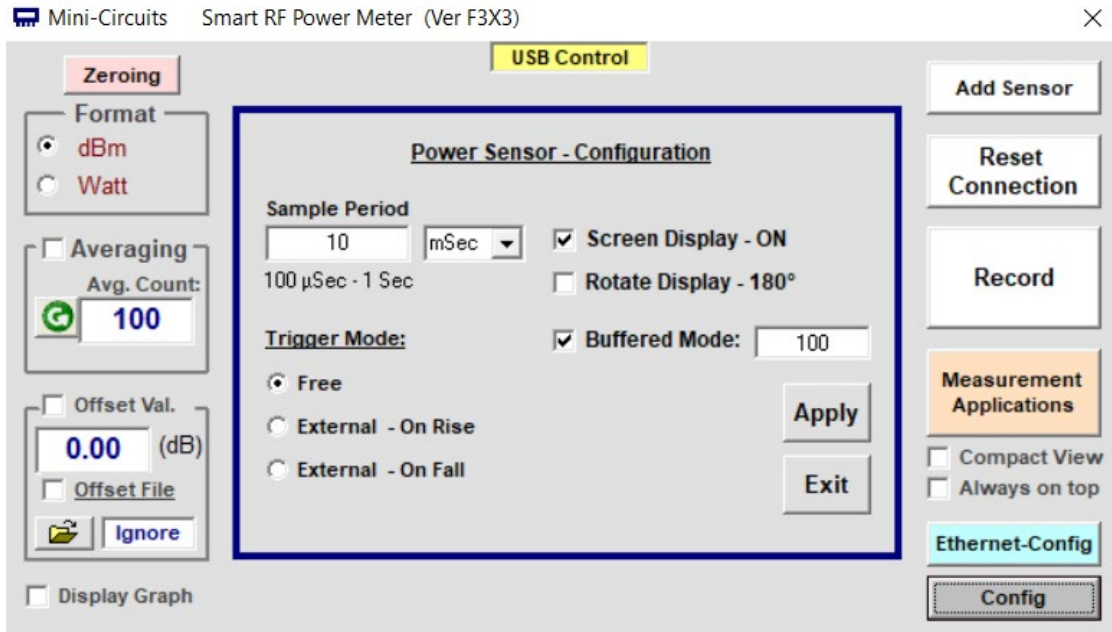 Mini-Circuits Smart RF Power Meter (Ver F3X3)
USB Control
Zeroing
Format
dBm
Watt
Averaging
Avg. Count:
100
Offset Val.
0.00 (dB)
Offset File
Ignore
Display Graph
Power Sensor - Configuration
Sample Period
10 mSec
100 µSec - 1 Sec
Trigger Mode:
Free
External - On Rise
External - On Fall
Screen Display - ON
Rotate Display - 180°
Buffered Mode: 100
Apply
Exit
Add Sensor
Reset
Connection
Record
Measurement
Applications
Compact View
Always on top
Ethernet-Config
Config